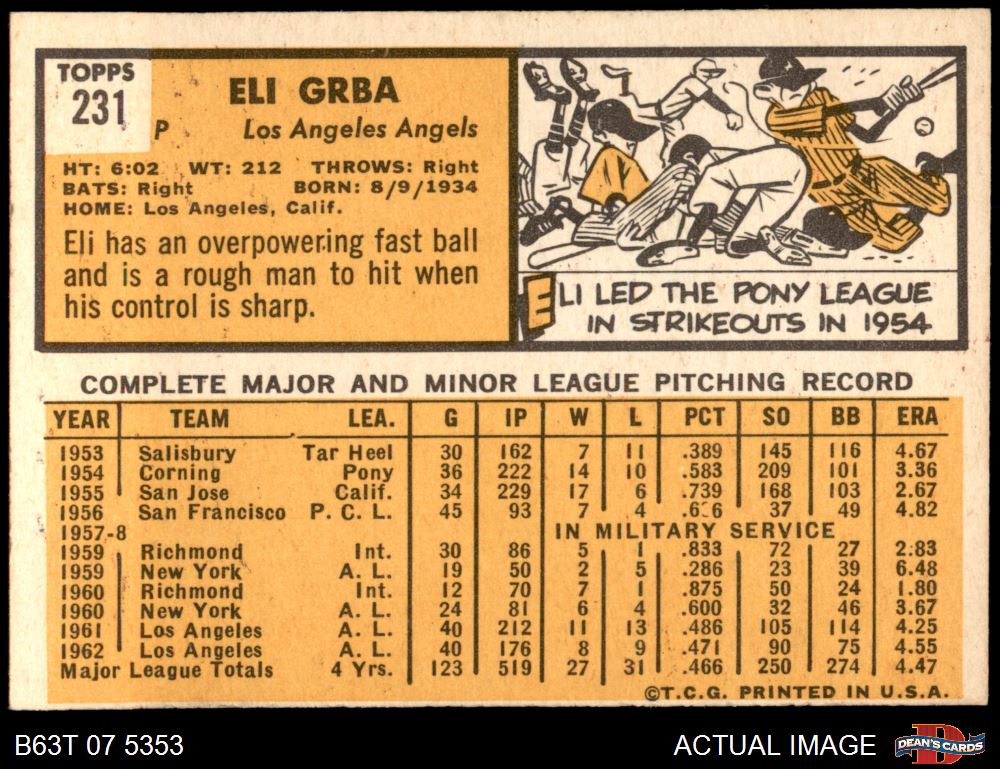 TOPPS
231
ELI GRBA
P Los Angeles Angels
HT: 6:02 WT: 212 THROWS: Right
BATS: Right BORN: 8/9/1934
HOME: Los Angeles, Calif.
Eli has an overpowering fast ball
and is a rough man to hit when
his control is sharp.
ELI LED THE PONY LEAGUE
IN STRIKEOUTS IN 1954
COMPLETE MAJOR AND MINOR LEAGUE PITCHING RECORD
YEAR TEAM LEA. G IP W L PCT SO BB ERA
1953 Salisbury Tar Heel 30 162 7 11 .389 145 116 4.67
1954 Corning Pony 36 222 14 10 .583 209 101 3.36
1955 San Jose Calif. 34 229 17 6 .739 168 103 2.67
1956 San Francisco P. C. L. 45 93 7 4 37 49 4.82
1957-8 IN MILITARY SERVICE
1959 Richmond Int. 30 86 5 1 .833 72 27 2.83
1959 New York A. L. 19 50 2 5 .286 23 39 6.48
1960 Richmond Int. 12 70 7 1 .875 50 24 1.80
1960 New York A. L. 24 81 6 4 .600 32 46 3.67
1961 Los Angeles A. L. 40 212 11 13 .486 105 114 4.25
1962 Los Angeles A. L. 40 176 8 9 .471 90 75 4.55
Major League Totals 4 Yrs. 123 519 27 31 .466 250 274 4.47
©T.C.G. PRINTED IN U.S.A.
B63T 07 5353 ACTUAL IMAGE
DEAN'S CARDS